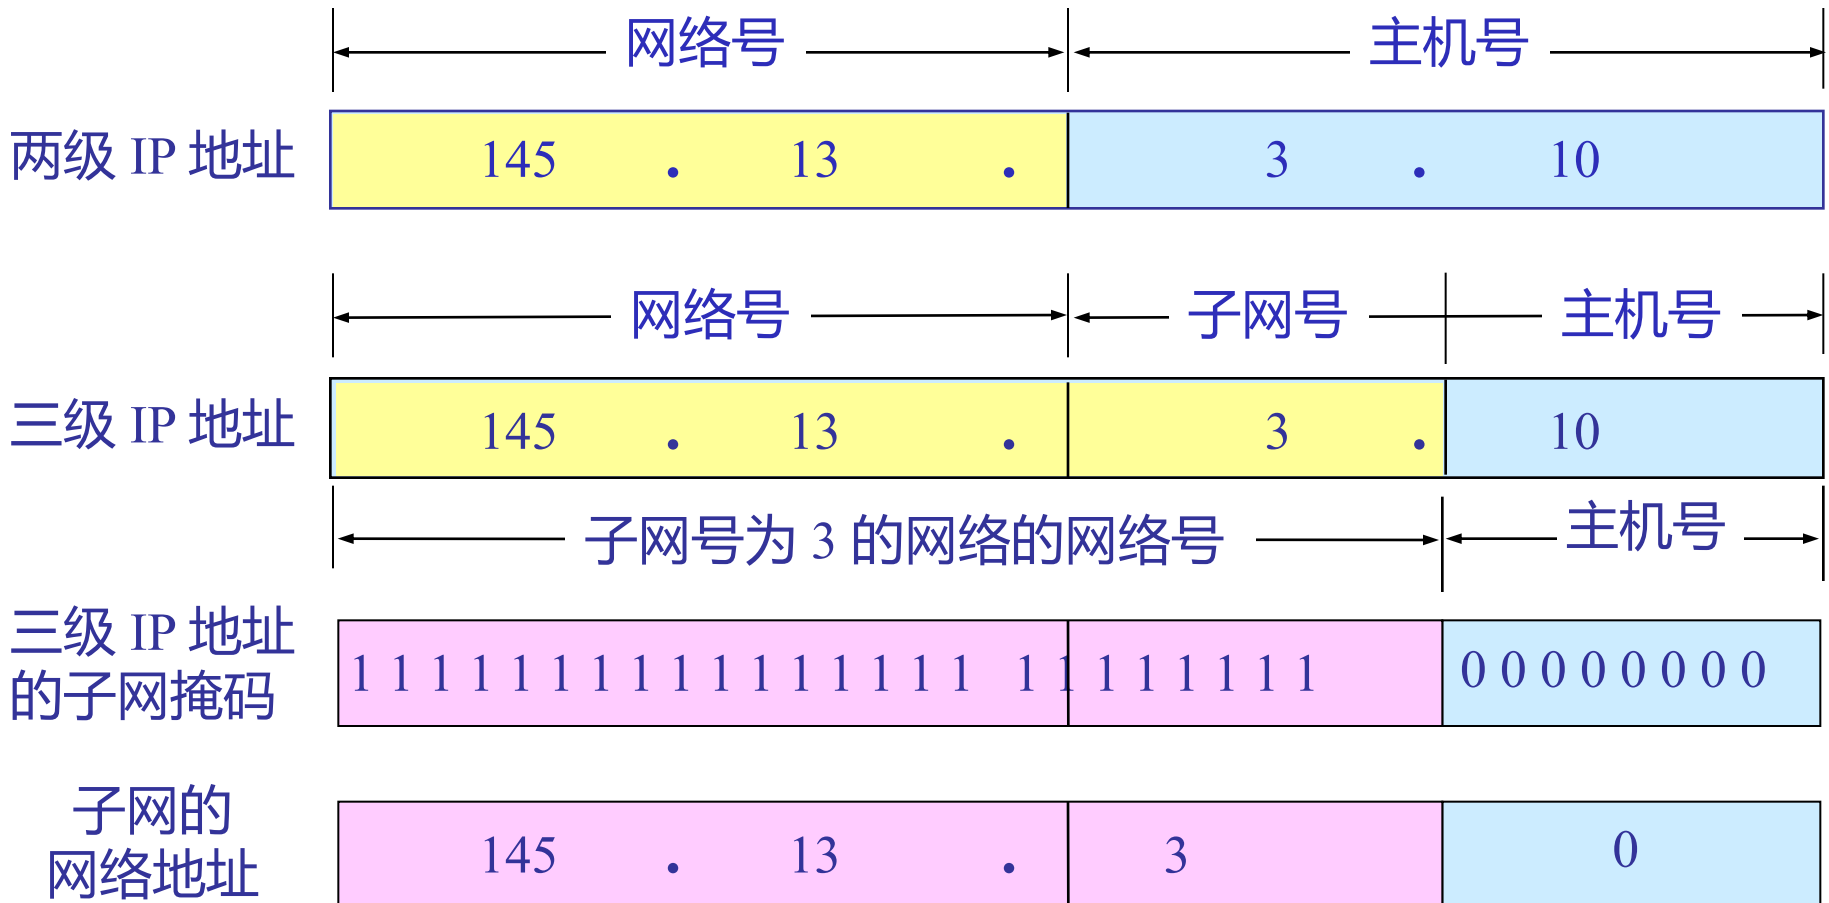 网络号 主机号
两级 IP 地址 145 . 13 . 3 . 10
网络号 子网号 主机号
三级 IP 地址 145 . 13 . 3 . 10
子网号为 3 的网络的网络号 主机号
三级 IP 地址
的子网掩码
1 1 1 1 1 1 1 1 1 1 1 1 1 1 1 1 1 1 1 1 1 1 1 1 0 0 0 0 0 0 0 0
子网的
网络地址
145 . 13 . 3 0